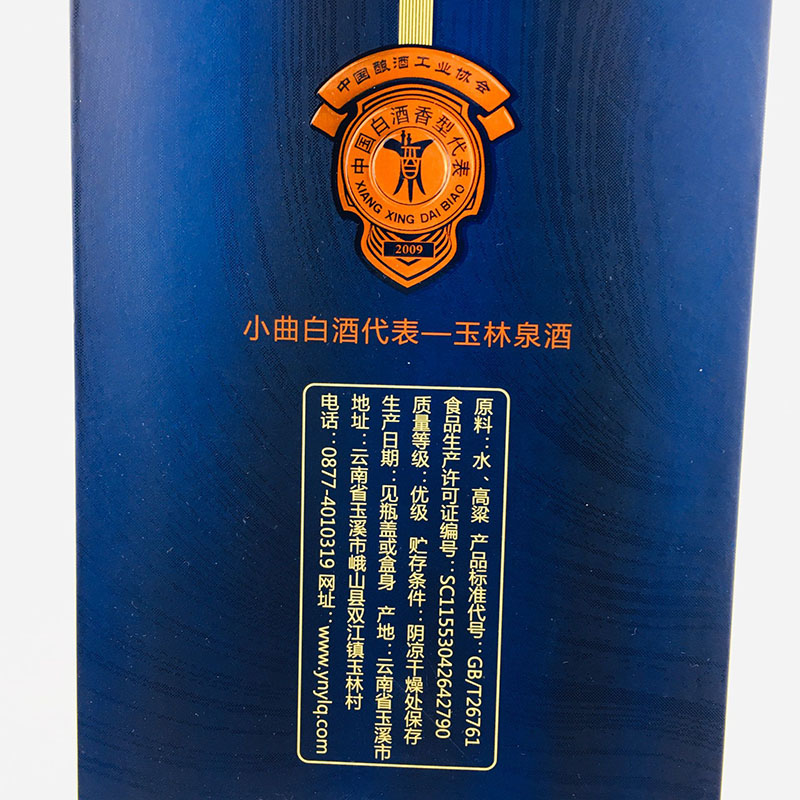 中国酿酒工业协会
中国白酒香型代表
XIANG XING DAI BIAO
2009
小曲白酒代表—玉林泉酒
原料：水、高粱 产品标准代号：GB/T26761
食品生产许可证编号：SC11553042642790
质量等级：优级 贮存条件：阴凉干燥处保存
生产日期：见瓶盖或盒身 产地：云南省玉溪市
地址：云南省玉溪市峨山县双江镇玉林村
电话：0877-4010319 网址：www.ynylq.com